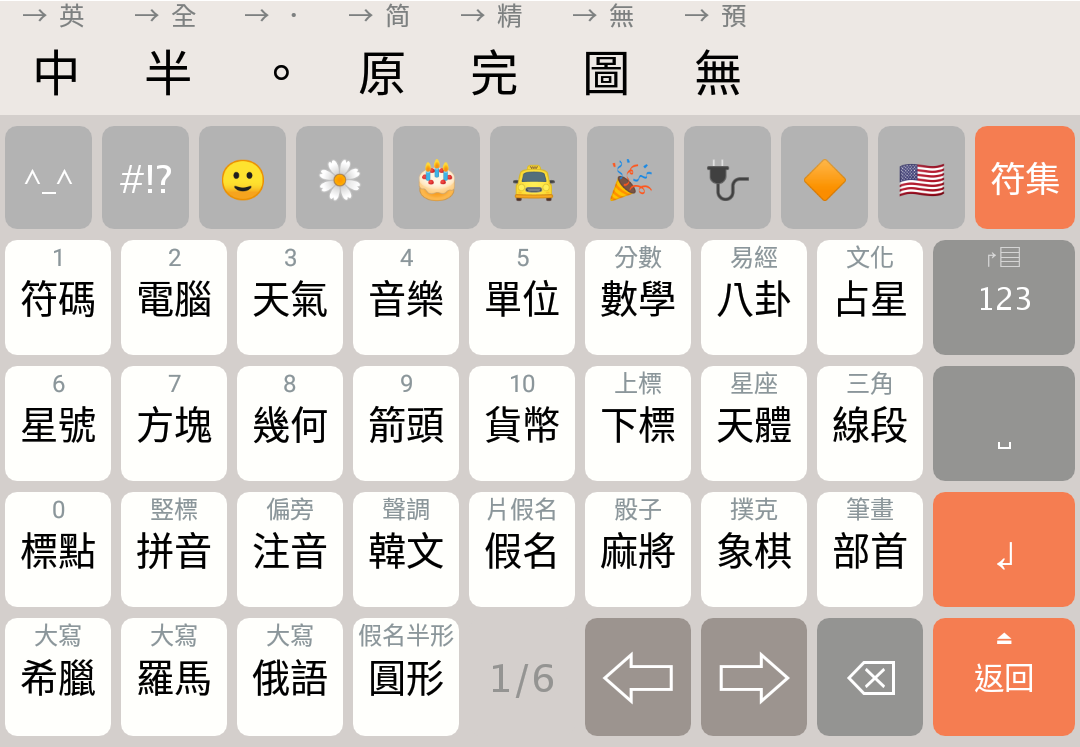 → 英 → 全 → · → 简 → 精 → 無 → 預
中 半 。 原 完 圖 無
^_^ #!? 符集
1 2 3 4 5 分數 易經 文化
符碼 電腦 天氣 音樂 單位 數學 八卦 占星 123
6 7 8 9 10 上標 星座 三角
星號 方塊 幾何 箭頭 貨幣 下標 天體 線段 ␣
0 竪標 偏旁 聲調 片假名 骰子 撲克 筆畫
標點 拼音 注音 韓文 假名 麻將 象棋 部首
大寫 大寫 大寫 假名半形
希臘 羅馬 俄語 圓形 1/6 返回